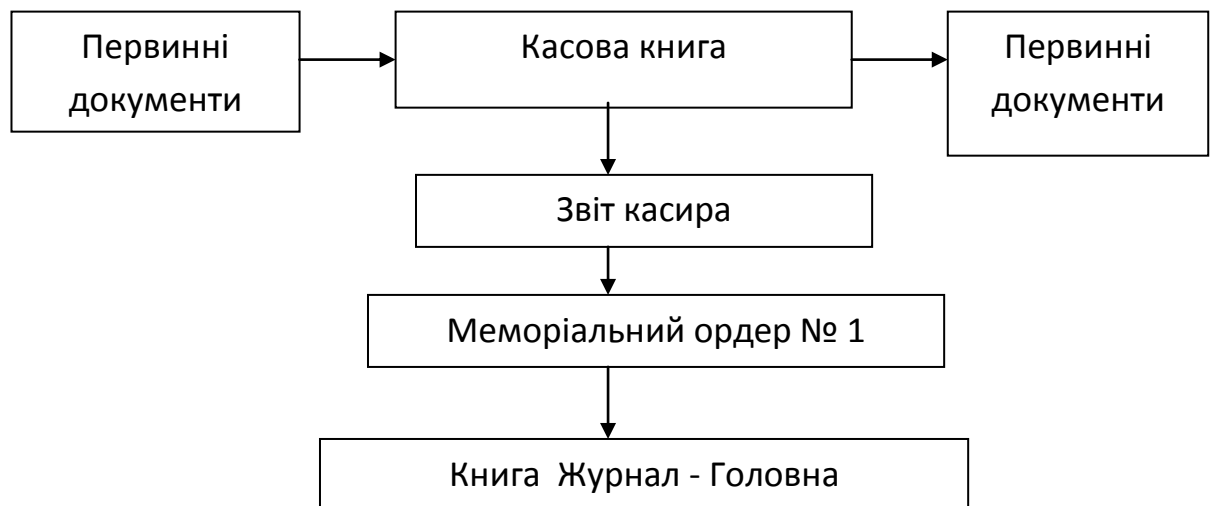 Первинні
документи
Касова книга
Первинні
документи
Звіт касира
Меморіальний ордер № 1
Книга Журнал - Головна